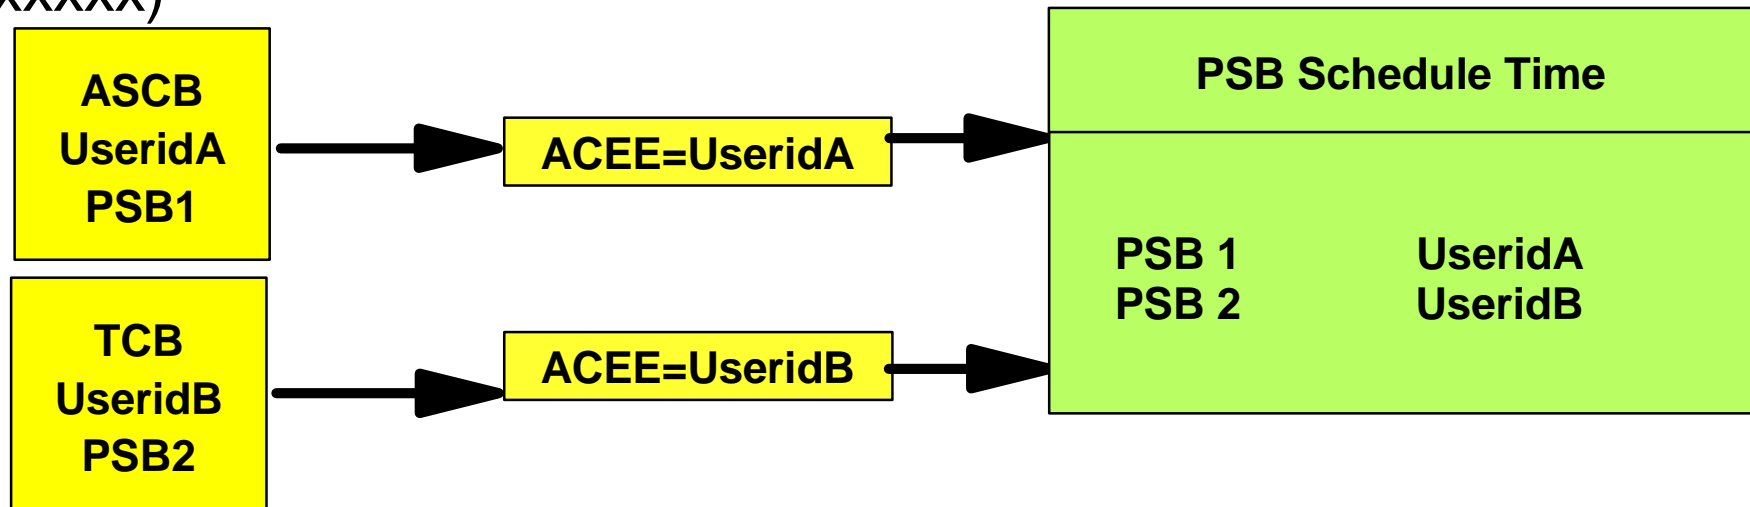 ASCB
UseridA
PSB1
ACEE=UseridA
PSB Schedule Time
PSB 1 UseridA
PSB 2 UseridB
TCB
UseridB
PSB2
ACEE=UseridB